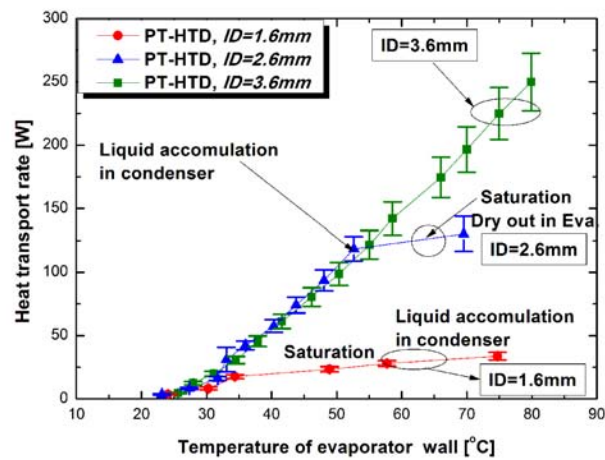 PT-HTD, ID=1.6mm
PT-HTD, ID=2.6mm
PT-HTD, ID=3.6mm
ID=3.6mm
Liquid accomulation
in condenser
Saturation
Dry out in Eva.
ID=2.6mm
Liquid accumulation
in condenser
Saturation
ID=1.6mm
Heat transport rate [W]
300
250
200
150
100
50
0
10 20 30 40 50 60 70 80 90
Temperature of evaporator wall [°C]